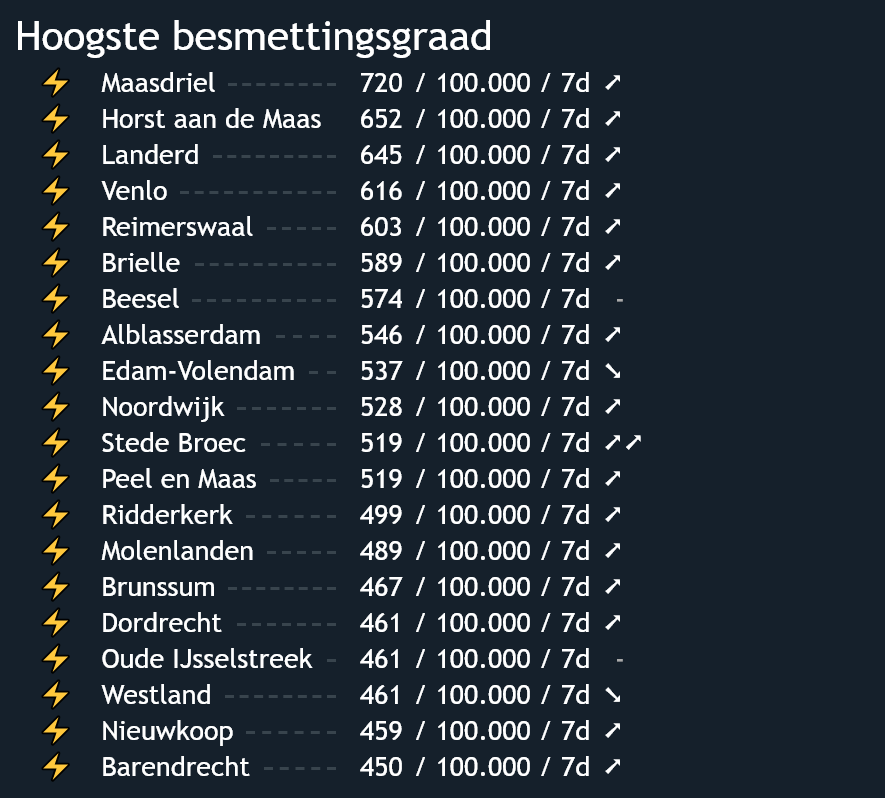 Hoogste besmettingsgraad
⚡ Maasdriel -------- 720 / 100.000 / 7d ➚
⚡ Horst aan de Maas 652 / 100.000 / 7d ➚
⚡ Landerd --------- 645 / 100.000 / 7d ➚
⚡ Venlo ----------- 616 / 100.000 / 7d ➚
⚡ Reimerswaal ----- 603 / 100.000 / 7d ➚
⚡ Brielle ---------- 589 / 100.000 / 7d ➚
⚡ Beesel ---------- 574 / 100.000 / 7d -
⚡ Alblasserdam ---- 546 / 100.000 / 7d ➚
⚡ Edam-Volendam -- 537 / 100.000 / 7d ➘
⚡ Noordwijk ------- 528 / 100.000 / 7d ➚
⚡ Stede Broec ----- 519 / 100.000 / 7d ➚➚
⚡ Peel en Maas ----- 519 / 100.000 / 7d ➚
⚡ Ridderkerk ------ 499 / 100.000 / 7d ➚
⚡ Molenlanden ----- 489 / 100.000 / 7d ➚
⚡ Brunssum -------- 467 / 100.000 / 7d ➚
⚡ Dordrecht ------- 461 / 100.000 / 7d ➚
⚡ Oude IJsselstreek - 461 / 100.000 / 7d -
⚡ Westland -------- 461 / 100.000 / 7d ➘
⚡ Nieuwkoop ------ 459 / 100.000 / 7d ➚
⚡ Barendrecht ----- 450 / 100.000 / 7d ➚